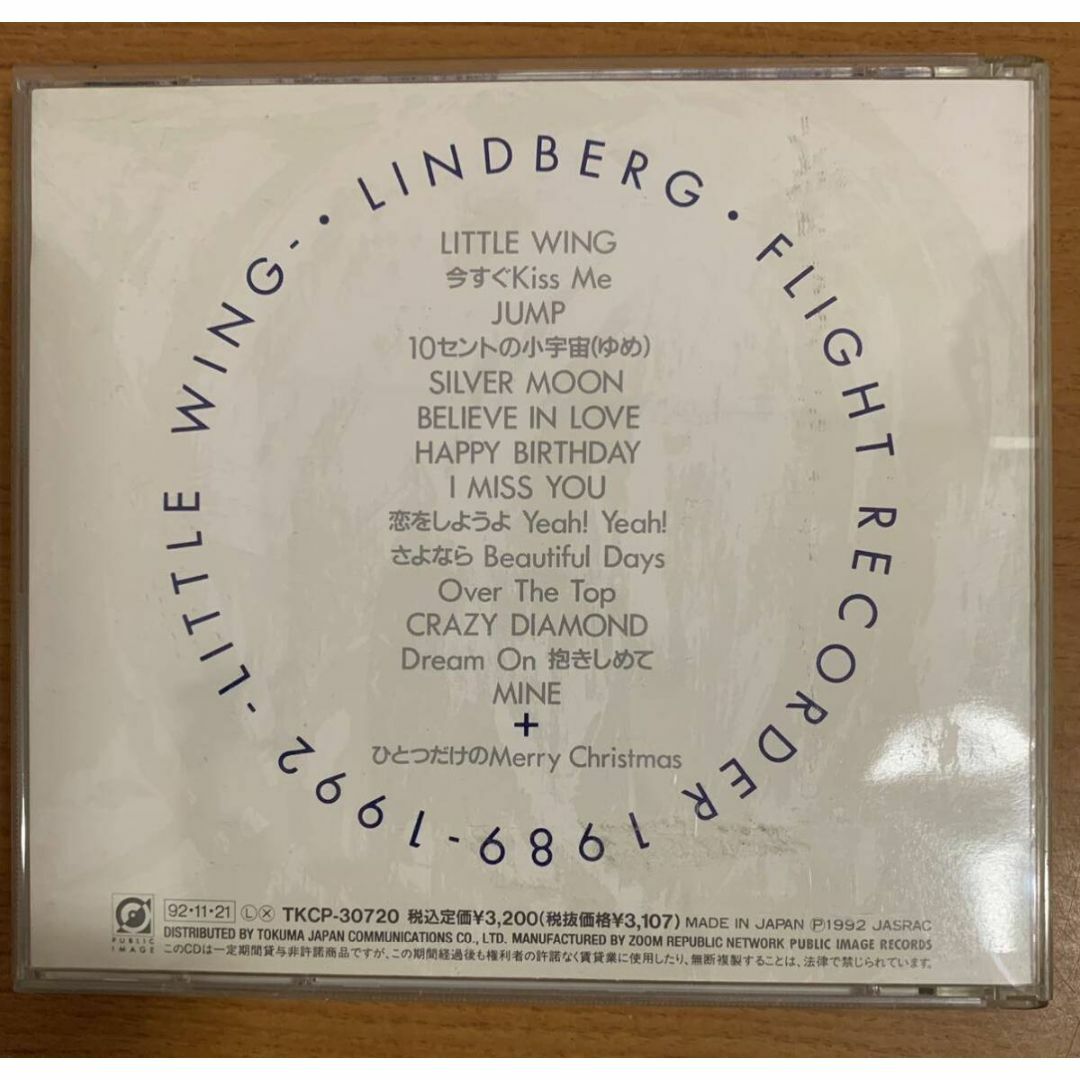 LINDBERG • FLIGHT RECORDER 1989-1992 -LITTLE WING- •
LITTLE WING
今すぐKiss Me
JUMP
10セントの小宇宙(ゆめ)
SILVER MOON
BELIEVE IN LOVE
HAPPY BIRTHDAY
I MISS YOU
恋をしようよ Yeah! Yeah!
さよなら Beautiful Days
Over The Top
CRAZY DIAMOND
Dream On 抱きしめて
MINE
+
ひとつだけのMerry Christmas
PUBLIC
IMAGE
92・11・21 Ⓛ Ⓧ TKCP-30720 税込定価¥3,200(税抜価格¥3,107) MADE IN JAPAN Ⓟ1992 JASRAC
DISTRIBUTED BY TOKUMA JAPAN COMMUNICATIONS CO., LTD. MANUFACTURED BY ZOOM REPUBLIC NETWORK PUBLIC IMAGE RECORDS
このCDは一定期間貸与非許諾商品ですが、この期間経過後も権利者の許諾なく賃貸業に使用したり、無断複製することは、法律で禁じられています。